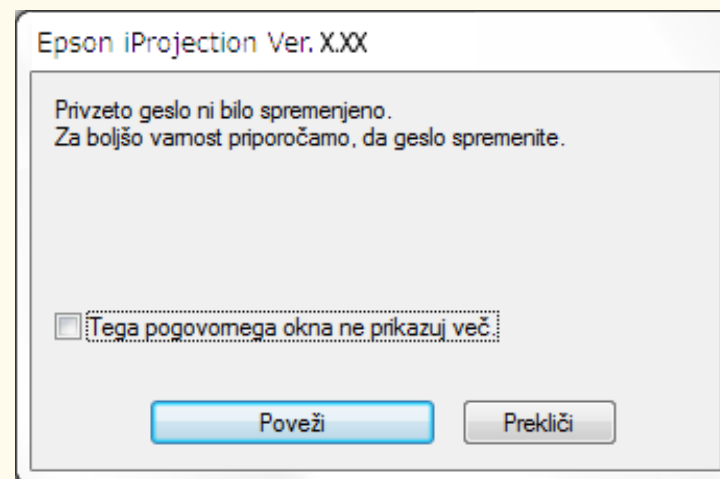 Epson iProjection Ver. X.XX
Privzeto geslo ni bilo spremenjeno.
Za boljšo varnost priporočamo, da geslo spremenite.
Tega pogovornega okna ne prikazuj več.
Poveži
Prekliči